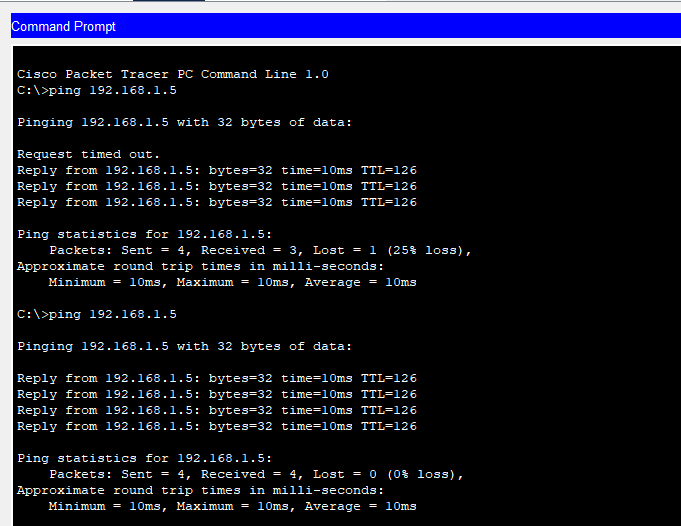 Command Prompt
Cisco Packet Tracer PC Command Line 1.0
C:\>ping 192.168.1.5
Pinging 192.168.1.5 with 32 bytes of data:
Request timed out.
Reply from 192.168.1.5: bytes=32 time=10ms TTL=126
Reply from 192.168.1.5: bytes=32 time=10ms TTL=126
Reply from 192.168.1.5: bytes=32 time=10ms TTL=126
Ping statistics for 192.168.1.5:
    Packets: Sent = 4, Received = 3, Lost = 1 (25% loss),
Approximate round trip times in milli-seconds:
    Minimum = 10ms, Maximum = 10ms, Average = 10ms
C:\>ping 192.168.1.5
Pinging 192.168.1.5 with 32 bytes of data:
Reply from 192.168.1.5: bytes=32 time=10ms TTL=126
Reply from 192.168.1.5: bytes=32 time=10ms TTL=126
Reply from 192.168.1.5: bytes=32 time=10ms TTL=126
Reply from 192.168.1.5: bytes=32 time=10ms TTL=126
Ping statistics for 192.168.1.5:
    Packets: Sent = 4, Received = 4, Lost = 0 (0% loss),
Approximate round trip times in milli-seconds:
    Minimum = 10ms, Maximum = 10ms, Average = 10ms